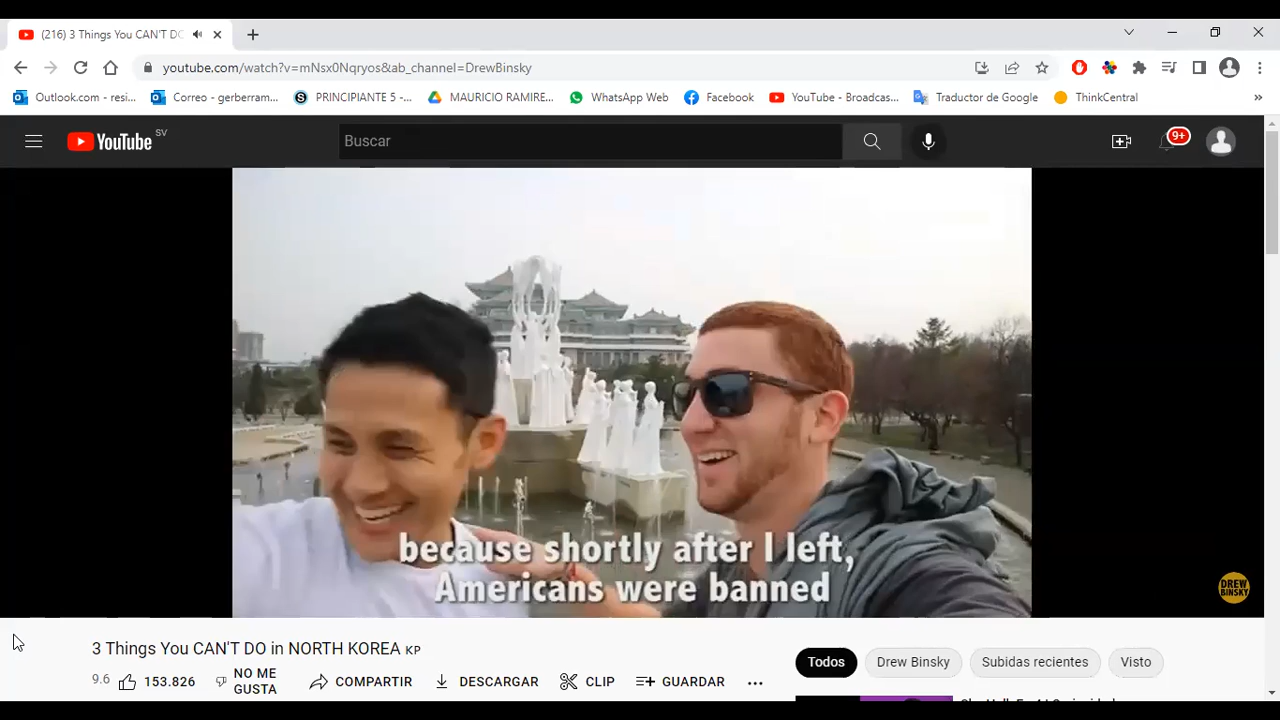 (216) 3 Things You CAN'T DO
youtube.com/watch?v=mNsx0Nqryos&ab_channel=DrewBinsky
Outlook.com - resi...
Correo - gerberram...
PRINCIPIANTE 5 -...
MAURICIO RAMIRE...
WhatsApp Web
Facebook
YouTube - Broadcas...
Traductor de Google
ThinkCentral
»
YouTube
SV
Buscar
9+
because shortly after I left,
Americans were banned
DREW
BINSKY
3 Things You CAN'T DO in NORTH KOREA KP
9.6
153.826
NO ME
GUSTA
COMPARTIR
DESCARGAR
CLIP
GUARDAR
Todos
Drew Binsky
Subidas recientes
Visto